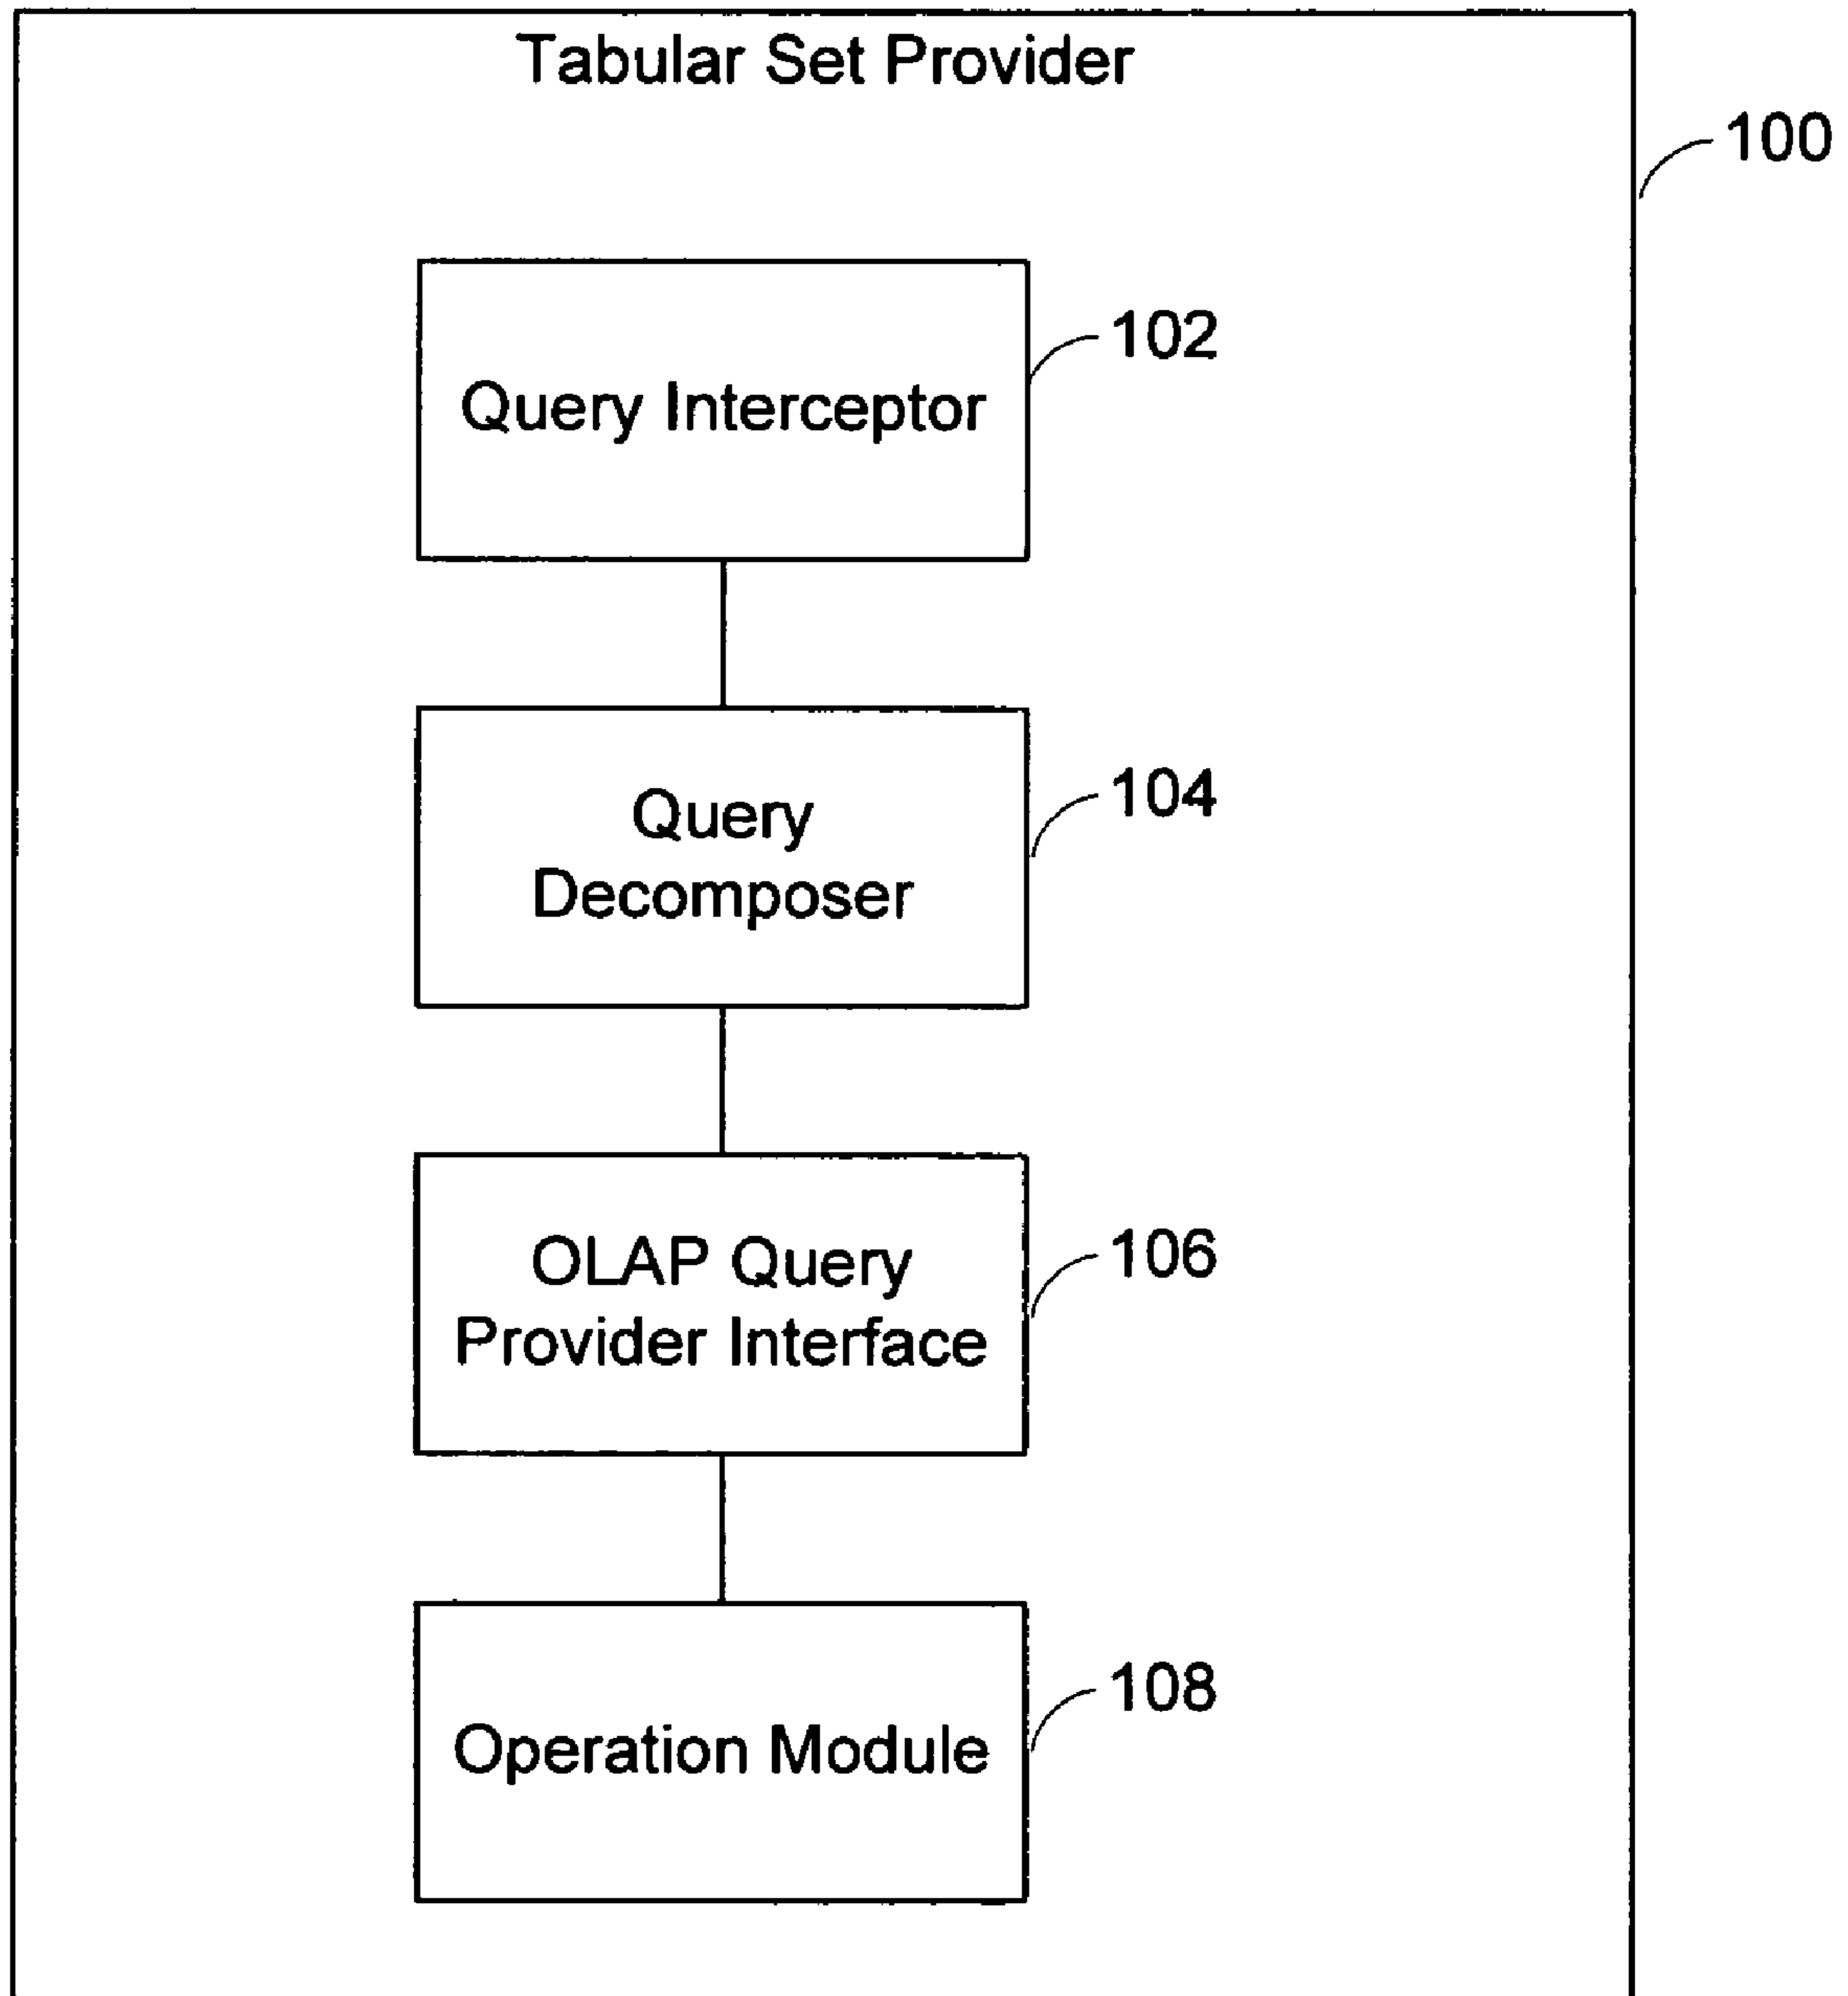 Tabular Set Provider
100
102
Query Interceptor
104
Query
Decomposer
106
OLAP Query
Provider Interface
108
Operation Module